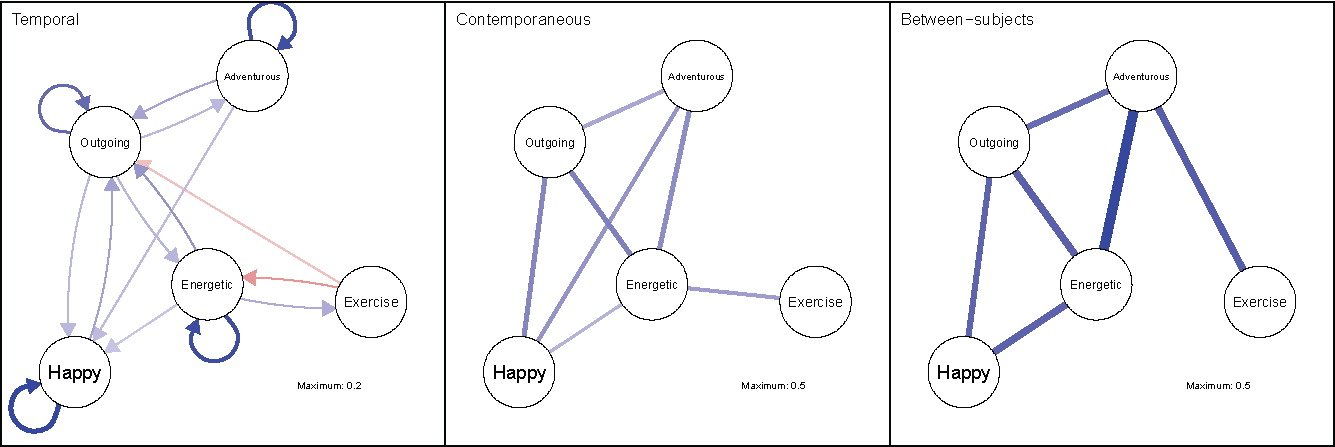 Temporal
Adventurous
Outgoing
Energetic
Exercise
Happy
Maximum: 0.2
Contemporaneous
Adventurous
Outgoing
Energetic
Exercise
Happy
Maximum: 0.5
Between−subjects
Adventurous
Outgoing
Energetic
Exercise
Happy
Maximum: 0.5